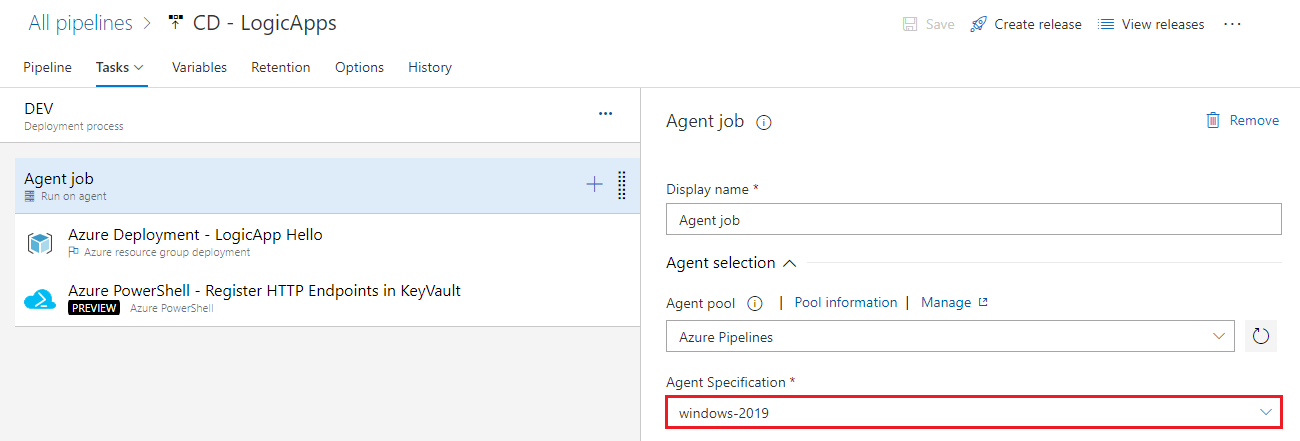 All pipelines > CD - LogicApps
Save Create release View releases ...
Pipeline Tasks Variables Retention Options History
DEV
Deployment process
...
Agent job
Run on agent
Azure Deployment - LogicApp Hello
Azure resource group deployment
Azure PowerShell - Register HTTP Endpoints in KeyVault
PREVIEW Azure PowerShell
Agent job
Remove
Display name *
Agent job
Agent selection
Agent pool | Pool information | Manage
Azure Pipelines
Agent Specification *
windows-2019